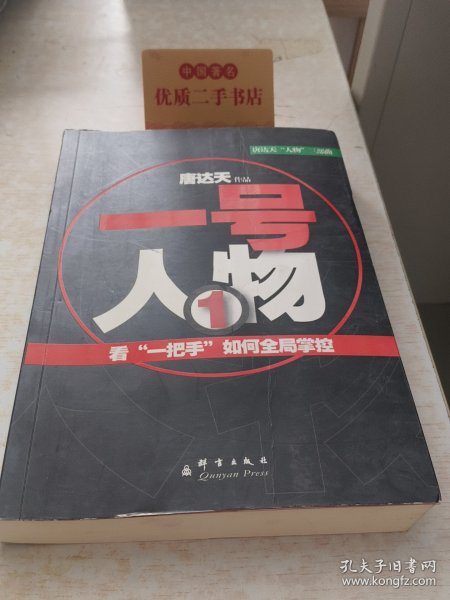 中国著名
优质二手书店
唐达天“人物”三部曲
唐达天 作品
一号
人物
1
看“一把手”如何全局掌控
群言出版社
Qunyan Press
孔夫子旧书网
www.kongfz.com